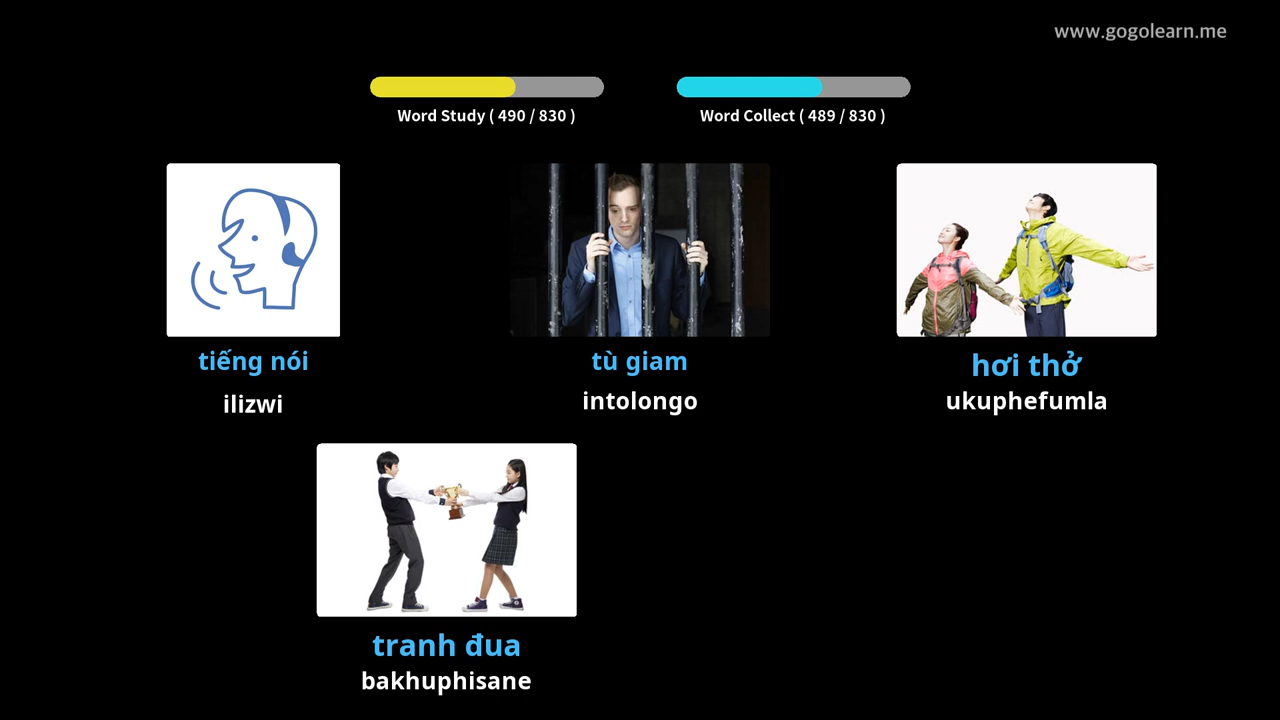 www.gogolearn.me
Word Study ( 490 / 830 )
Word Collect ( 489 / 830 )
tiếng nói
ilizwi
tù giam
intolongo
hơi thở
ukuphefumla
tranh đua
bakhuphisane